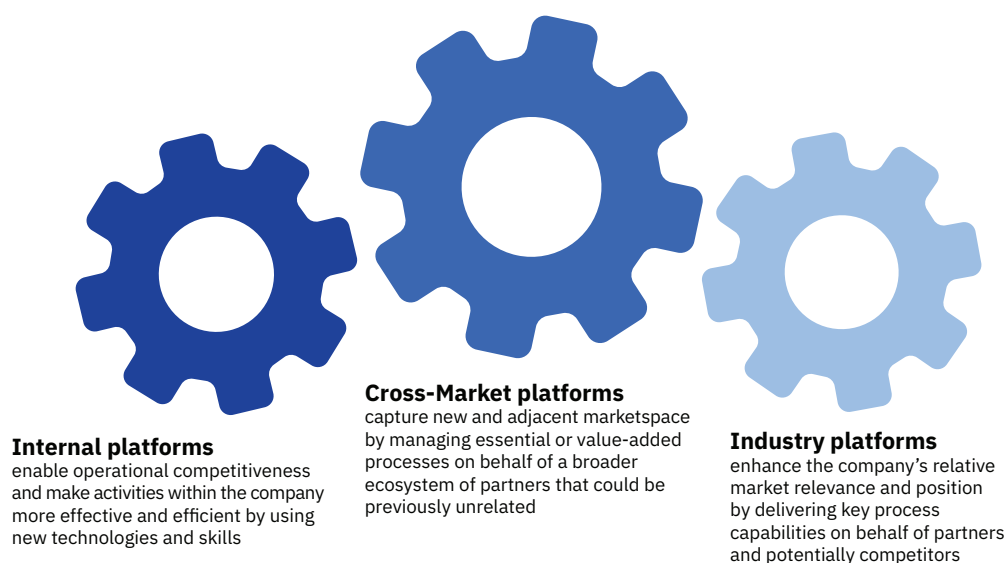 Internal platforms
enable operational competitiveness
and make activities within the company
more effective and efficient by using
new technologies and skills
Cross-Market platforms
capture new and adjacent marketspace
by managing essential or value-added
processes on behalf of a broader
ecosystem of partners that could be
previously unrelated
Industry platforms
enhance the company’s relative
market relevance and position
by delivering key process
capabilities on behalf of partners
and potentially competitors